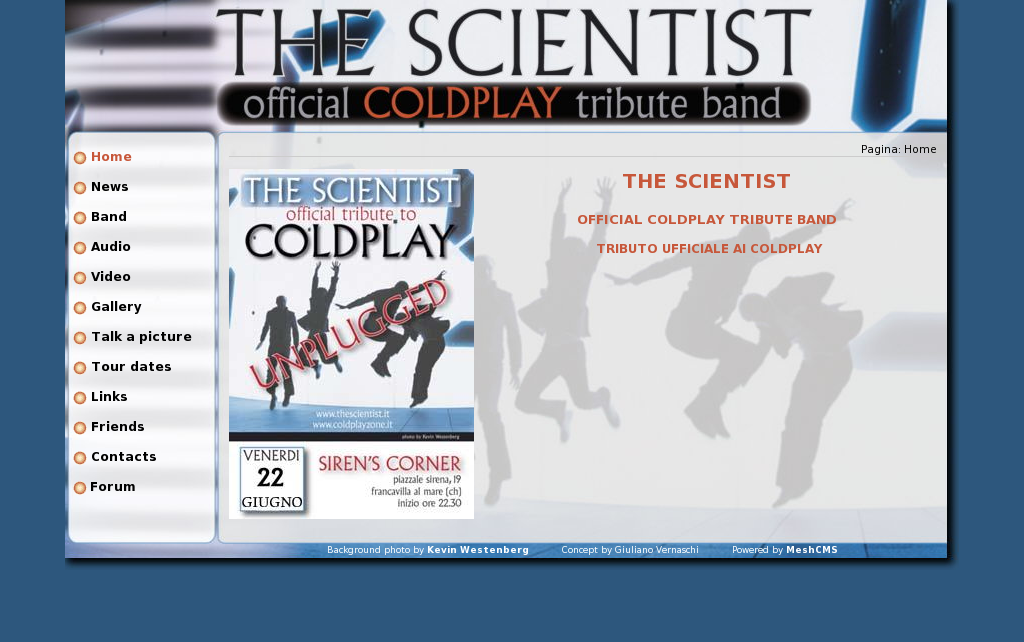 THE SCIENTIST
official COLDPLAY tribute band
Pagina: Home
Home
News
Band
Audio
Video
Gallery
Talk a picture
Tour dates
Links
Friends
Contacts
Forum
THE SCIENTIST
official tribute to
COLDPLAY
UNPLUGGED
www.thescientist.it
www.coldplayzone.it
photo by Kevin Westenberg
VENERDI
22
GIUGNO
SIREN'S CORNER
piazzale sirena, 19
francavilla al mare (ch)
inizio ore 22.30
THE SCIENTIST
OFFICIAL COLDPLAY TRIBUTE BAND
TRIBUTO UFFICIALE AI COLDPLAY
Background photo by Kevin Westenberg Concept by Giuliano Vernaschi Powered by MeshCMS